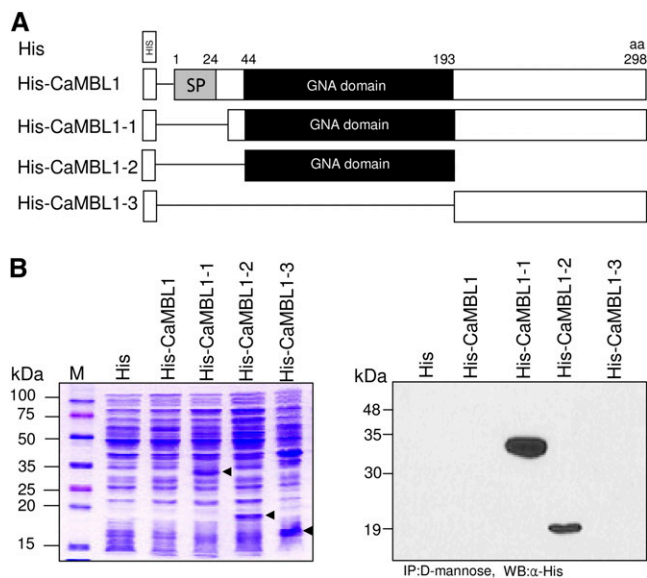 A
His
HIS
1 24 44 193 aa 298
His-CaMBL1
SP
GNA domain
His-CaMBL1-1
GNA domain
His-CaMBL1-2
GNA domain
His-CaMBL1-3
B
kDa
M
His
His-CaMBL1
His-CaMBL1-1
His-CaMBL1-2
His-CaMBL1-3
100
75
50
35
25
20
15
kDa
His
His-CaMBL1
His-CaMBL1-1
His-CaMBL1-2
His-CaMBL1-3
48
35
30
19
IP:D-mannose, WB:α-His